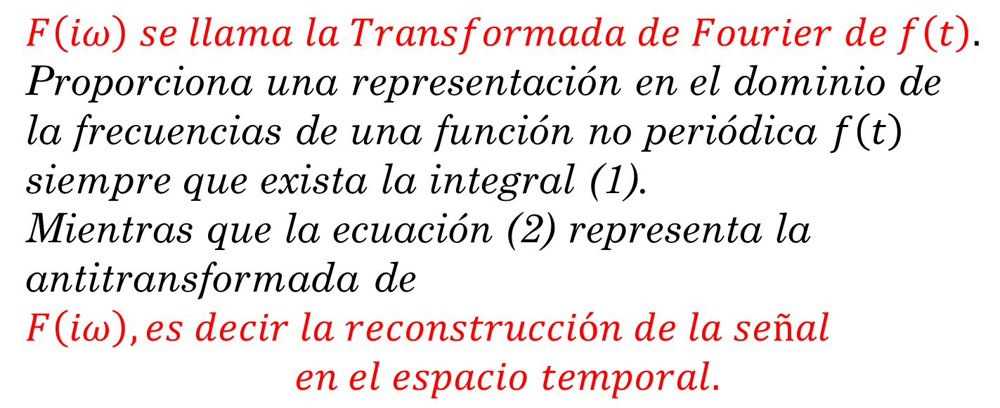 F(iω) se llama la Transformada de Fourier de f(t).
Proporciona una representación en el dominio de
la frecuencias de una función no periódica f(t)
siempre que exista la integral (1).
Mientras que la ecuación (2) representa la
antitransformada de
F(iω), es decir la reconstrucción de la señal
en el espacio temporal.